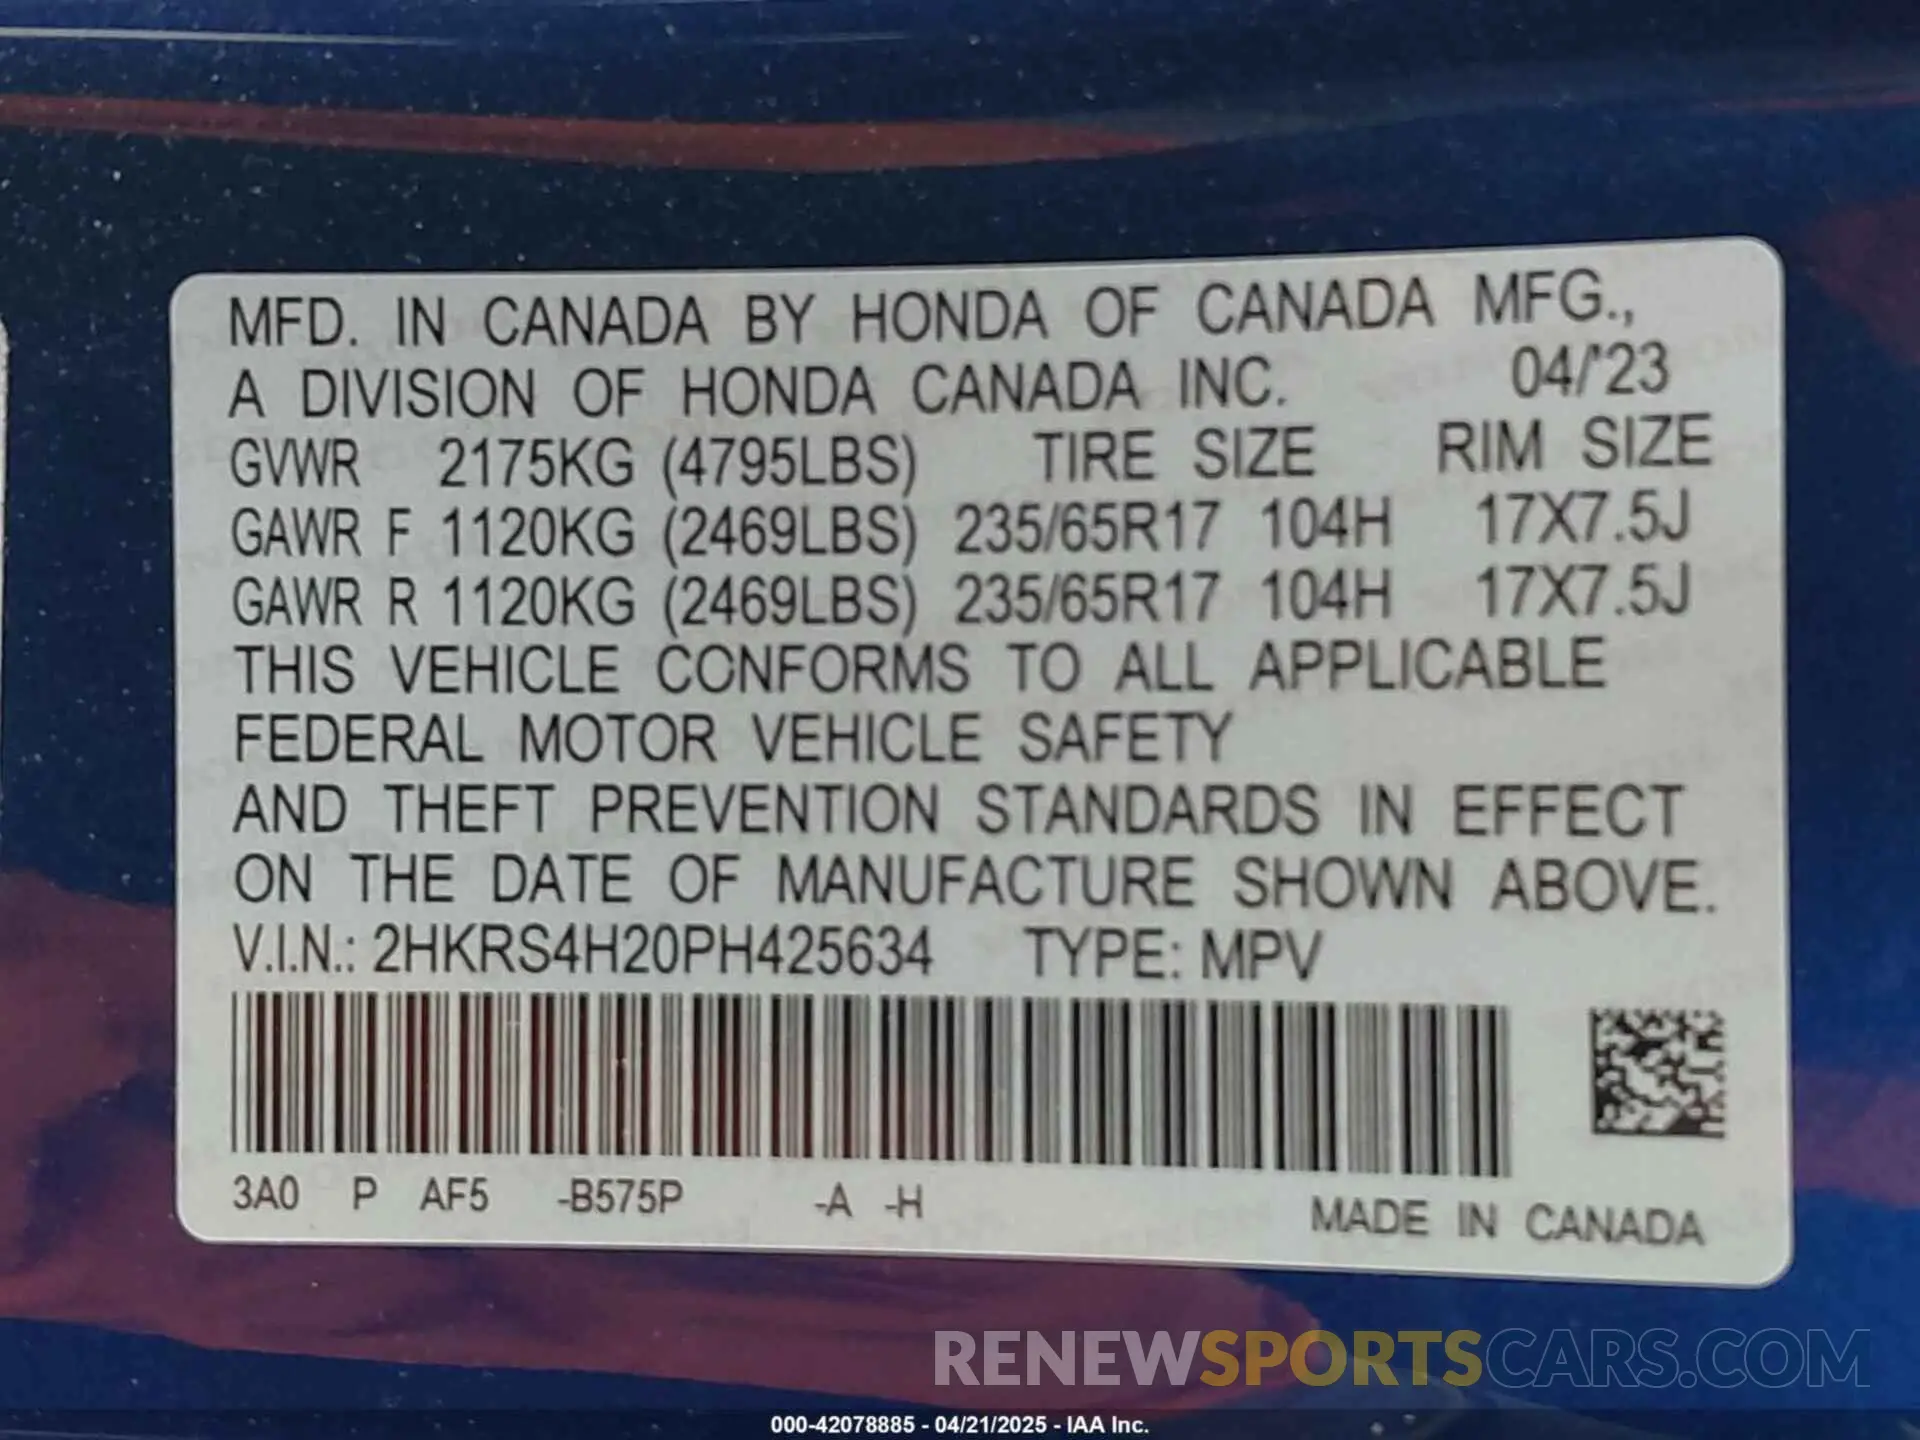 MFD. IN CANADA BY HONDA OF CANADA MFG.,
A DIVISION OF HONDA CANADA INC. 04/'23
GVWR 2175KG (4795LBS) TIRE SIZE RIM SIZE
GAWR F 1120KG (2469LBS) 235/65R17 104H 17X7.5J
GAWR R 1120KG (2469LBS) 235/65R17 104H 17X7.5J
THIS VEHICLE CONFORMS TO ALL APPLICABLE
FEDERAL MOTOR VEHICLE SAFETY
AND THEFT PREVENTION STANDARDS IN EFFECT
ON THE DATE OF MANUFACTURE SHOWN ABOVE.
V.I.N.: 2HKRS4H20PH425634 TYPE: MPV
3A0 P AF5 -B575P -A -H
MADE IN CANADA
RENEWSPORTSCARS.COM
000-42078885 - 04/21/2025 - IAA Inc.